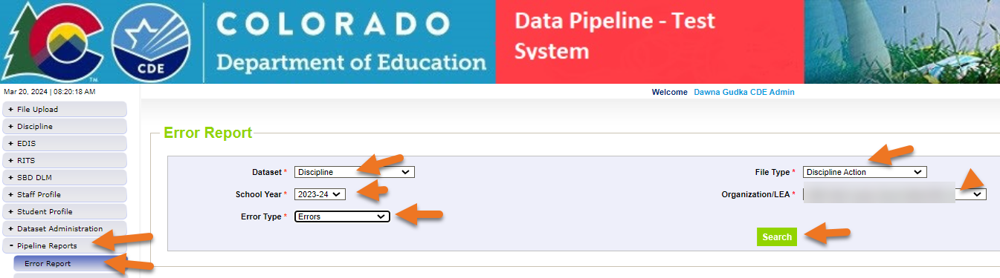 COLORADO
Department of Education
CDE
TM
Data Pipeline - Test
System
Mar 20, 2024 | 08:20:18 AM
Welcome Dawna Gudka CDE Admin
+ File Upload
+ Discipline
+ EDIS
+ RITS
+ SBD DLM
+ Staff Profile
+ Student Profile
+ Dataset Administration
- Pipeline Reports
Error Report
Error Report
Dataset * Discipline
File Type * Discipline Action
School Year * 2023-24
Organization/LEA *
Error Type * Errors
Search